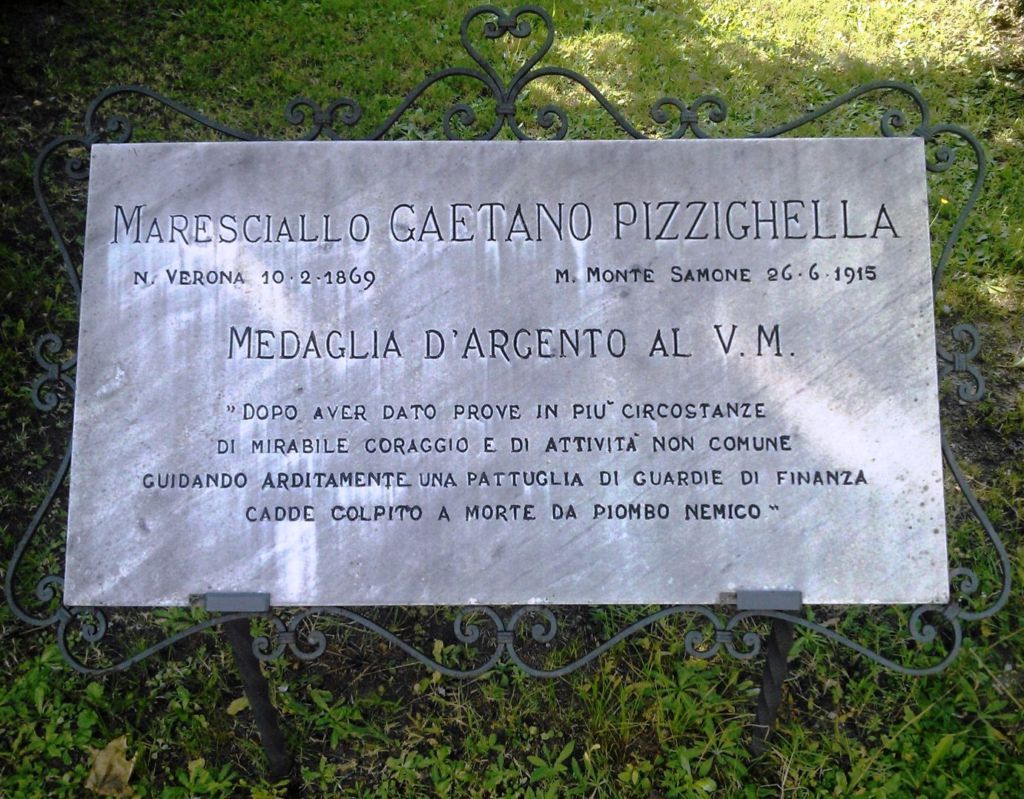 MARESCIALLO GAETANO PIZZIGHELLA
N. VERONA 10·2·1869 M. MONTE SAMONE 26·6·1915
MEDAGLIA D'ARGENTO AL V. M.
"DOPO AVER DATO PROVE IN PIU` CIRCOSTANZE
DI MIRABILE CORAGGIO E DI ATTIVITÀ NON COMUNE
GUIDANDO ARDITAMENTE UNA PATTUGLIA DI GUARDIE DI FINANZA
CADDE COLPITO A MORTE DA PIOMBO NEMICO"